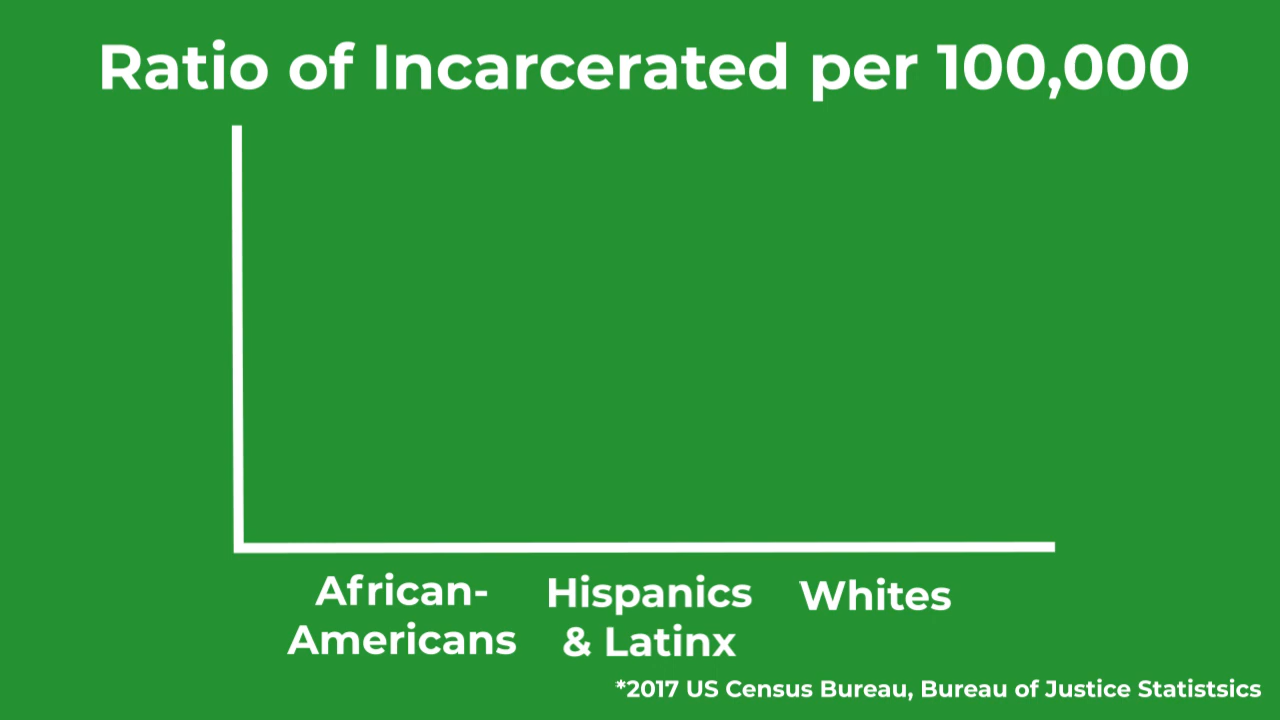 Ratio of Incarcerated per 100,000
African-
Americans
Hispanics
& Latinx
Whites
*2017 US Census Bureau, Bureau of Justice Statistsics